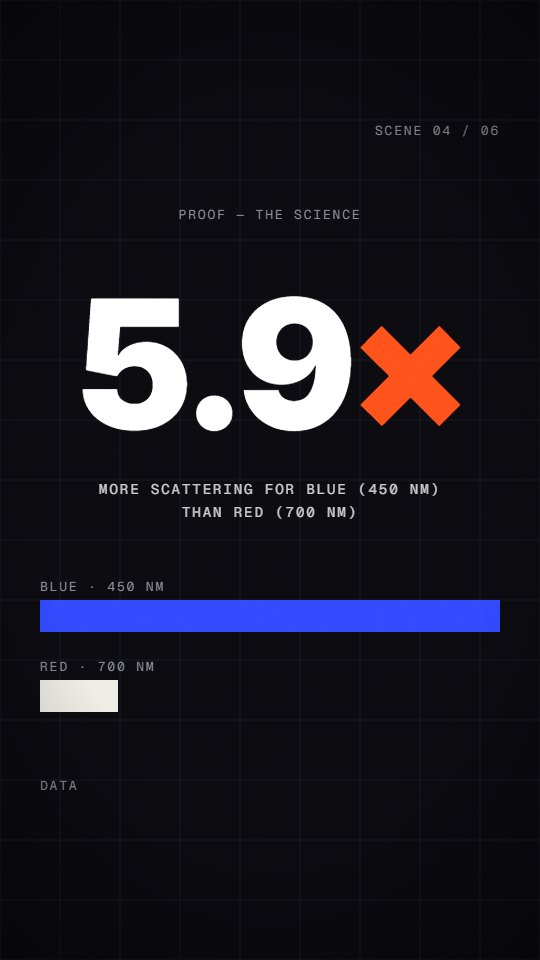 SCENE 04 / 06
PROOF — THE SCIENCE
5.9×
MORE SCATTERING FOR BLUE (450 NM)
THAN RED (700 NM)
BLUE · 450 NM
RED · 700 NM
DATA